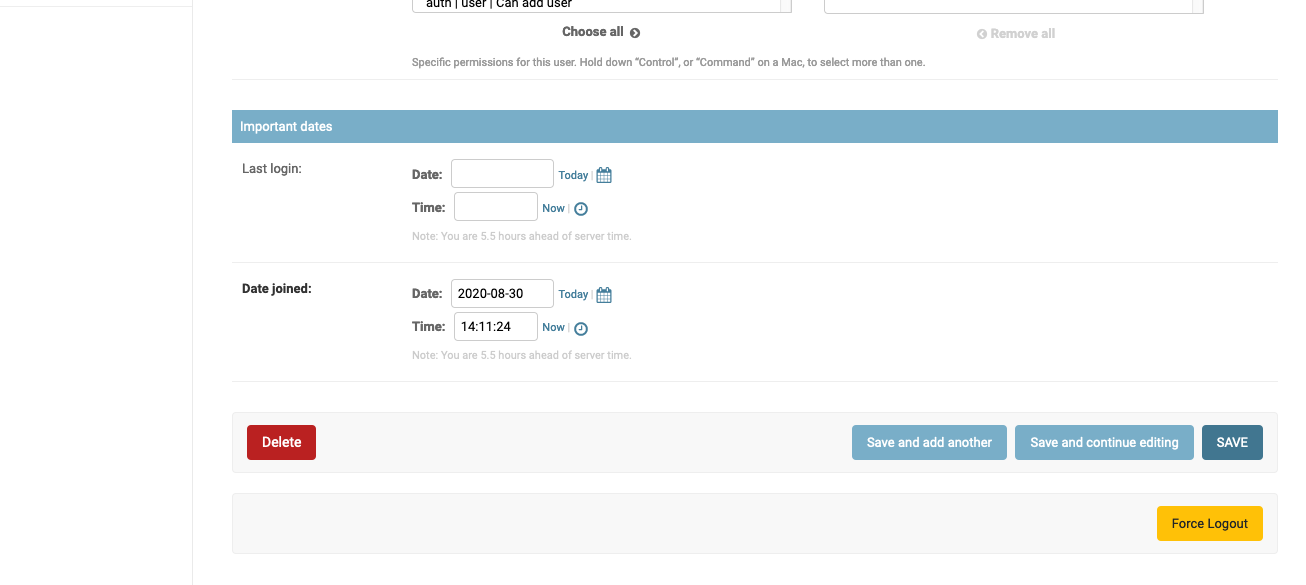 auth | user | Can add user
Choose all
Remove all
Specific permissions for this user. Hold down “Control”, or “Command” on a Mac, to select more than one.
Important dates
Last login:
Date: Today |
Time: Now |
Note: You are 5.5 hours ahead of server time.
Date joined:
Date: 2020-08-30 Today |
Time: 14:11:24 Now |
Note: You are 5.5 hours ahead of server time.
Delete Save and add another Save and continue editing SAVE
Force Logout